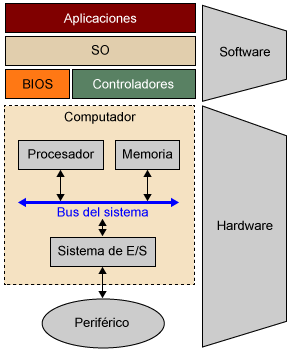 Aplicaciones
SO
Software
BIOS
Controladores
Computador
Procesador
Memoria
Bus del sistema
Hardware
Sistema de E/S
Periférico